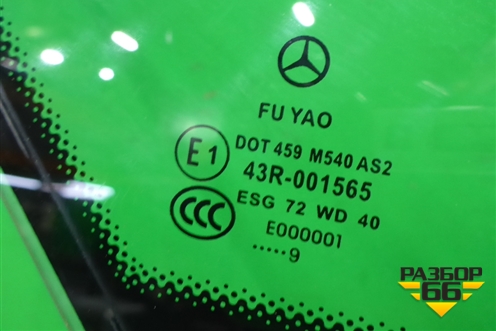 FU YAO
E1
DOT 459 M540 AS2
43R-001565
CCC
ESG 72 WD 40
E000001
.....9
РАЗБОР
66